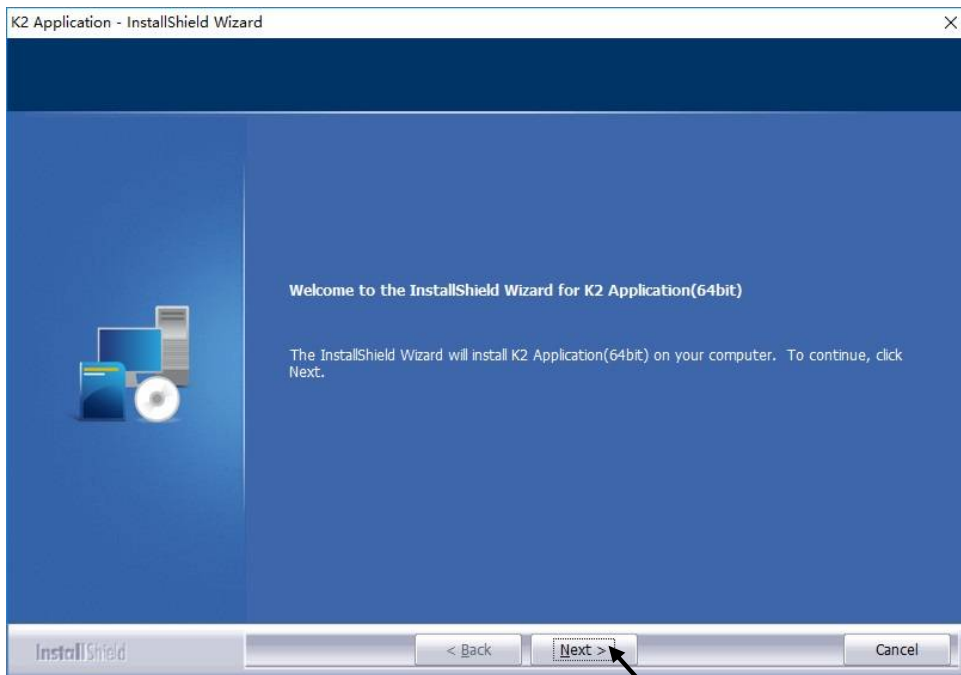 K2 Application - InstallShield Wizard
Welcome to the InstallShield Wizard for K2 Application(64bit)
The InstallShield Wizard will install K2 Application(64bit) on your computer. To continue, click
Next.
InstallShield
< Back
Next >
Cancel